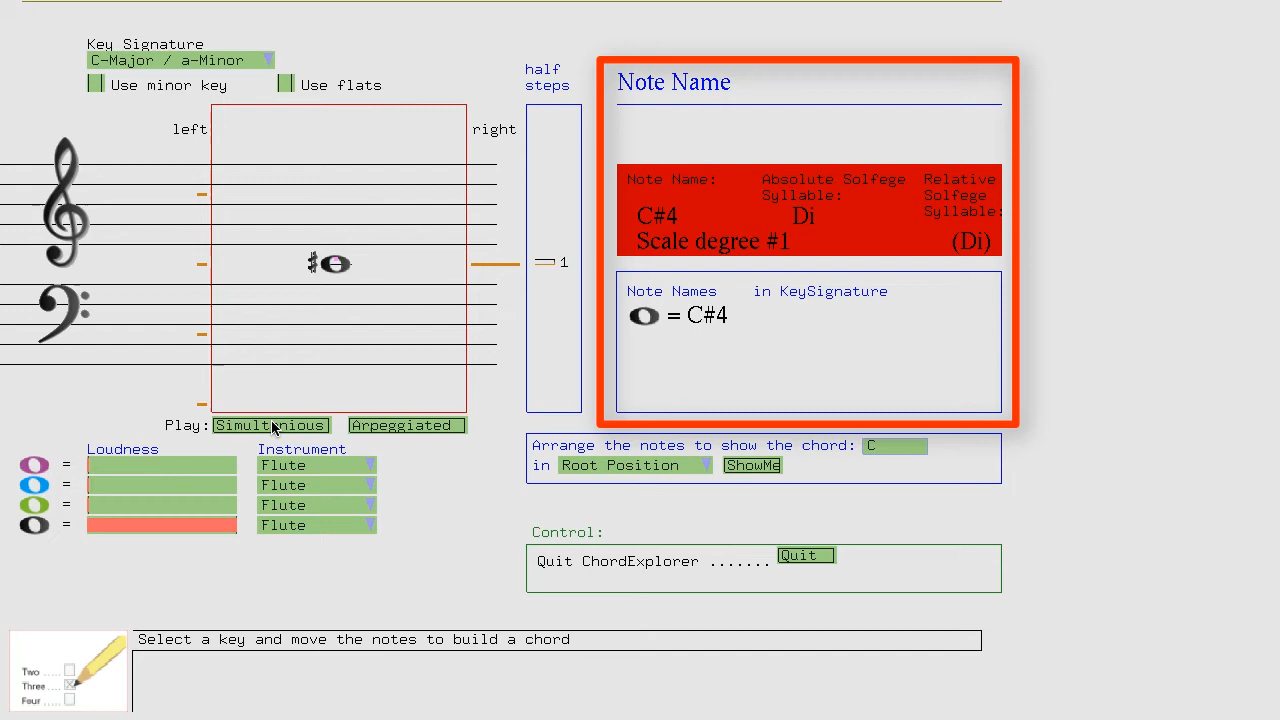 Key Signature
C-Major / a-Minor
Use minor key
Use flats
left
right
half
steps
1
Note Name
Note Name:
Absolute Solfege
Syllable:
Relative
Solfege
Syllable:
C#4
Di
Scale degree #1
(Di)
Note Names in KeySignature
= C#4
Play:
Simultenious
Arpeggiated
Loudness
Instrument
= Flute
= Flute
= Flute
= Flute
Arrange the notes to show the chord: C
in Root Position ShowMe
Control:
Quit ChordExplorer ....... Quit
Select a key and move the notes to build a chord
Two .....
Three ....
Four .....